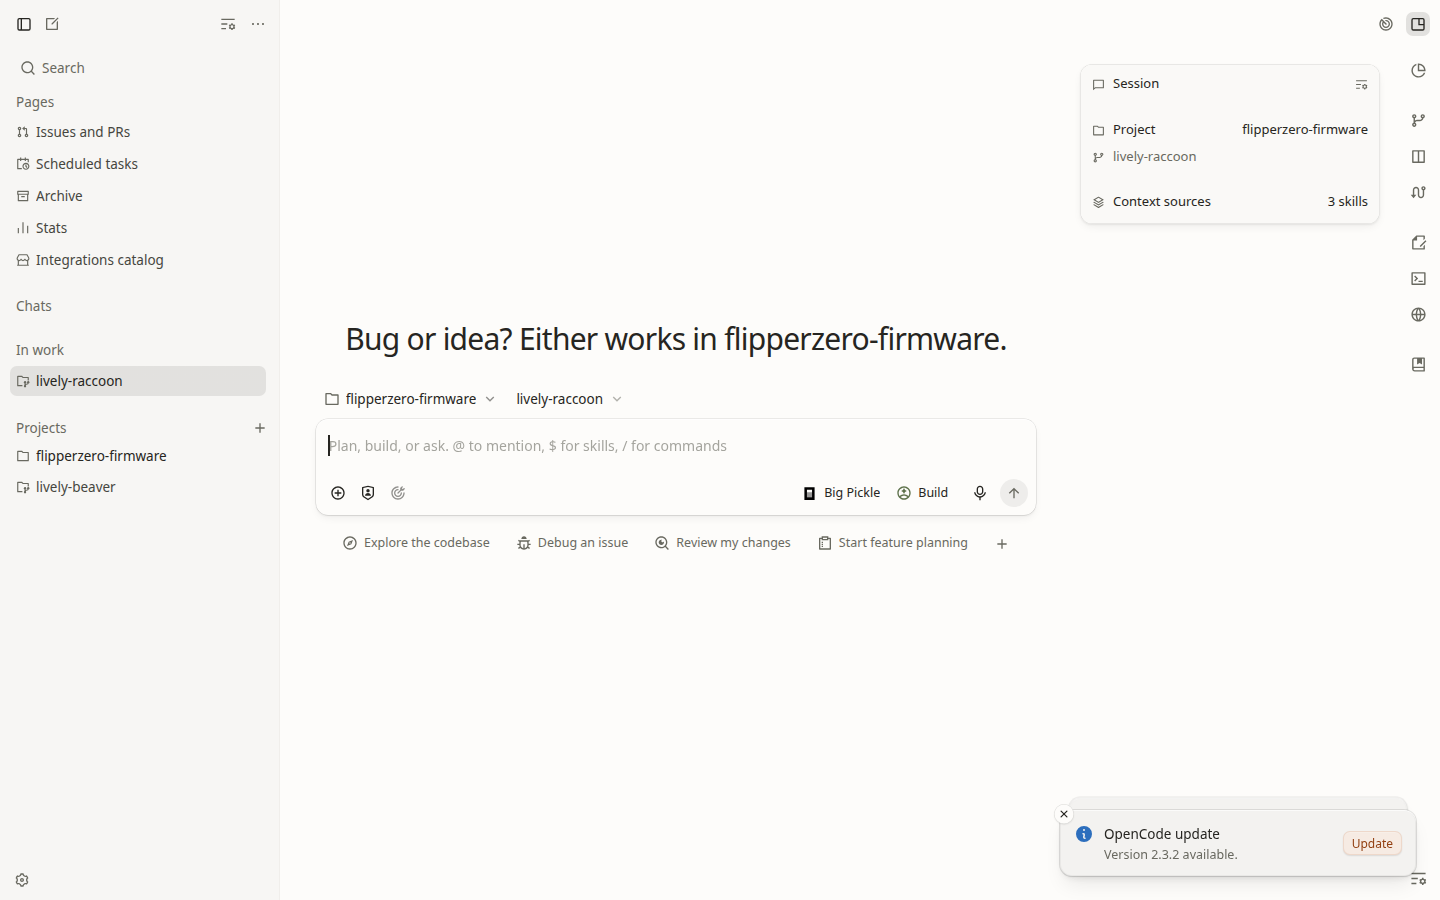 Search
Pages
Issues and PRs
Scheduled tasks
Archive
Stats
Integrations catalog
Chats
In work
lively-raccoon
Projects
flipperzero-firmware
lively-beaver
Bug or idea? Either works in flipperzero-firmware.
flipperzero-firmware lively-raccoon
Plan, build, or ask. @ to mention, $ for skills, / for commands
Big Pickle Build
Explore the codebase Debug an issue Review my changes Start feature planning
Session
Project flipperzero-firmware
lively-raccoon
Context sources 3 skills
OpenCode update
Version 2.3.2 available.
Update